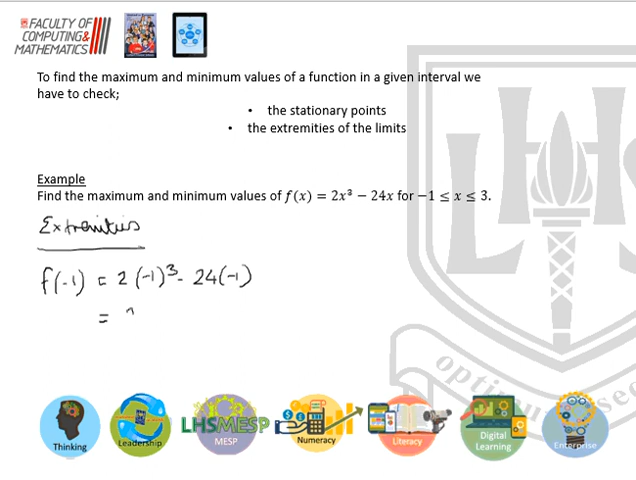 FACULTY OF
COMPUTING&
MATHEMATICS
To find the maximum and minimum values of a function in a given interval we
have to check;
• the stationary points
• the extremities of the limits
Example
Find the maximum and minimum values of f(x) = 2x³ − 24x for −1 ≤ x ≤ 3.
Extremities
f(-1) = 2(-1)³ - 24(-1)
=
Thinking
Leadership
LHSMESP
MESP
Numeracy
Literacy
Digital
Learning
Enterprise